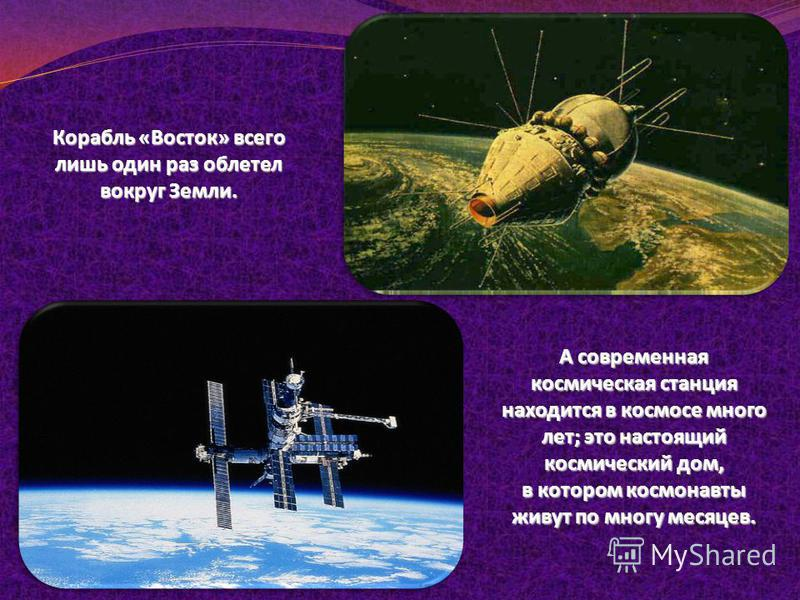 Корабль «Восток» всего
лишь один раз облетел
вокруг Земли.
А современная
космическая станция
находится в космосе много
лет; это настоящий
космический дом,
в котором космонавты
живут по многу месяцев.
MyShared